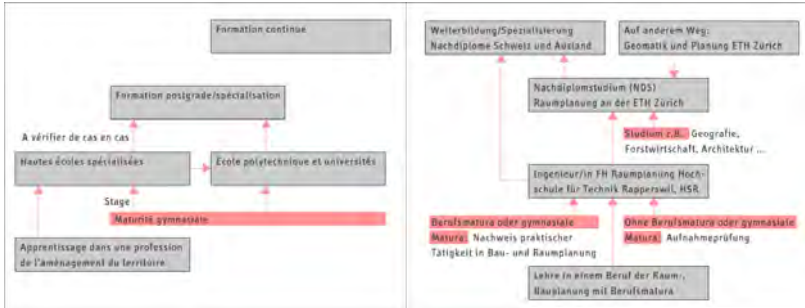 Formation continue
Formation postgrade/spécialisation
A vérifier de cas en cas
Hautes écoles spécialisées
Ecole polytechnique et universités
Stage
Maturité gymnasiale
Apprentissage dans une profession
de l'aménagement du territoire
Weiterbildung/Spezialisierung
Nachdiplome Schweiz und Ausland
Auf anderem Weg:
Geomatik und Planung ETH Zürich
Nachdiplomstudium (NDS)
Raumplanung an der ETH Zürich
Studium z.B. Geografie,
Forstwirtschaft, Architektur ...
Ingenieur/in FH Raumplanung Hoch-
schule für Technik Rapperswil, HSR
Berufsmatura oder gymnasiale
Matura: Nachweis praktischer
Tätigkeit in Bau- und Raumplanung
Ohne Berufsmatura oder gymnasiale
Matura: Aufnahmeprüfung
Lehre in einem Beruf der Raum-,
Bauplanung mit Berufsmatura